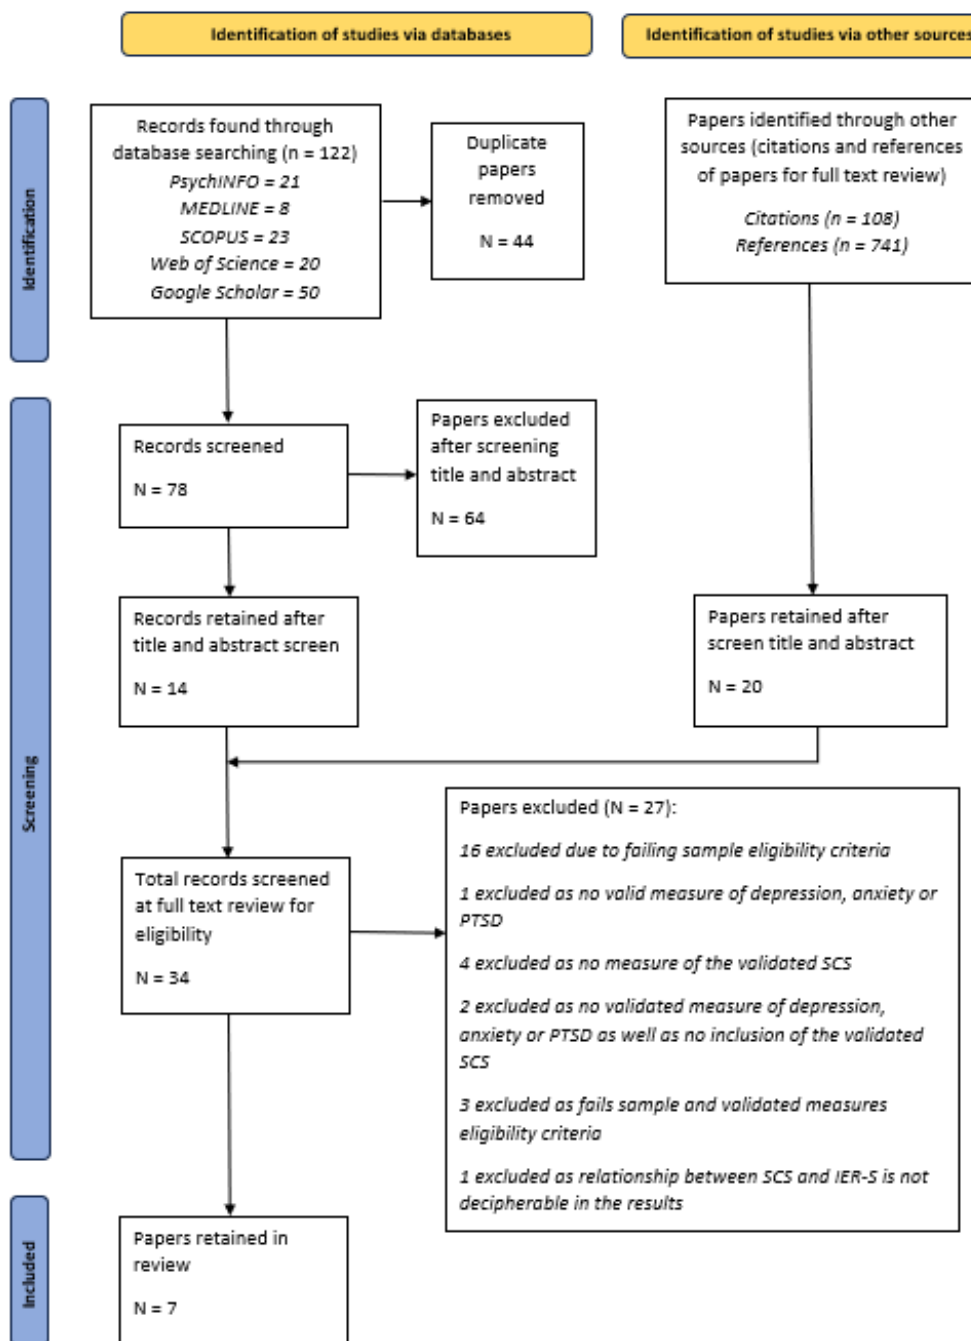 Identification of studies via databases
Identification of studies via other sources
Identification
Records found through
database searching (n = 122)
PsychINFO = 21
MEDLINE = 8
SCOPUS = 23
Web of Science = 20
Google Scholar = 50
Duplicate
papers
removed
N = 44
Papers identified through other
sources (citations and references
of papers for full text review)
Citations (n = 108)
References (n = 741)
Screening
Records screened
N = 78
Papers excluded
after screening
title and abstract
N = 64
Records retained after
title and abstract screen
N = 14
Papers retained after
screen title and abstract
N = 20
Total records screened
at full text review for
eligibility
N = 34
Papers excluded (N = 27):
16 excluded due to failing sample eligibility criteria
1 excluded as no valid measure of depression, anxiety or
PTSD
4 excluded as no measure of the validated SCS
2 excluded as no validated measure of depression,
anxiety or PTSD as well as no inclusion of the validated
SCS
3 excluded as fails sample and validated measures
eligibility criteria
1 excluded as relationship between SCS and IER-S is not
decipherable in the results
Included
Papers retained in
review
N = 7